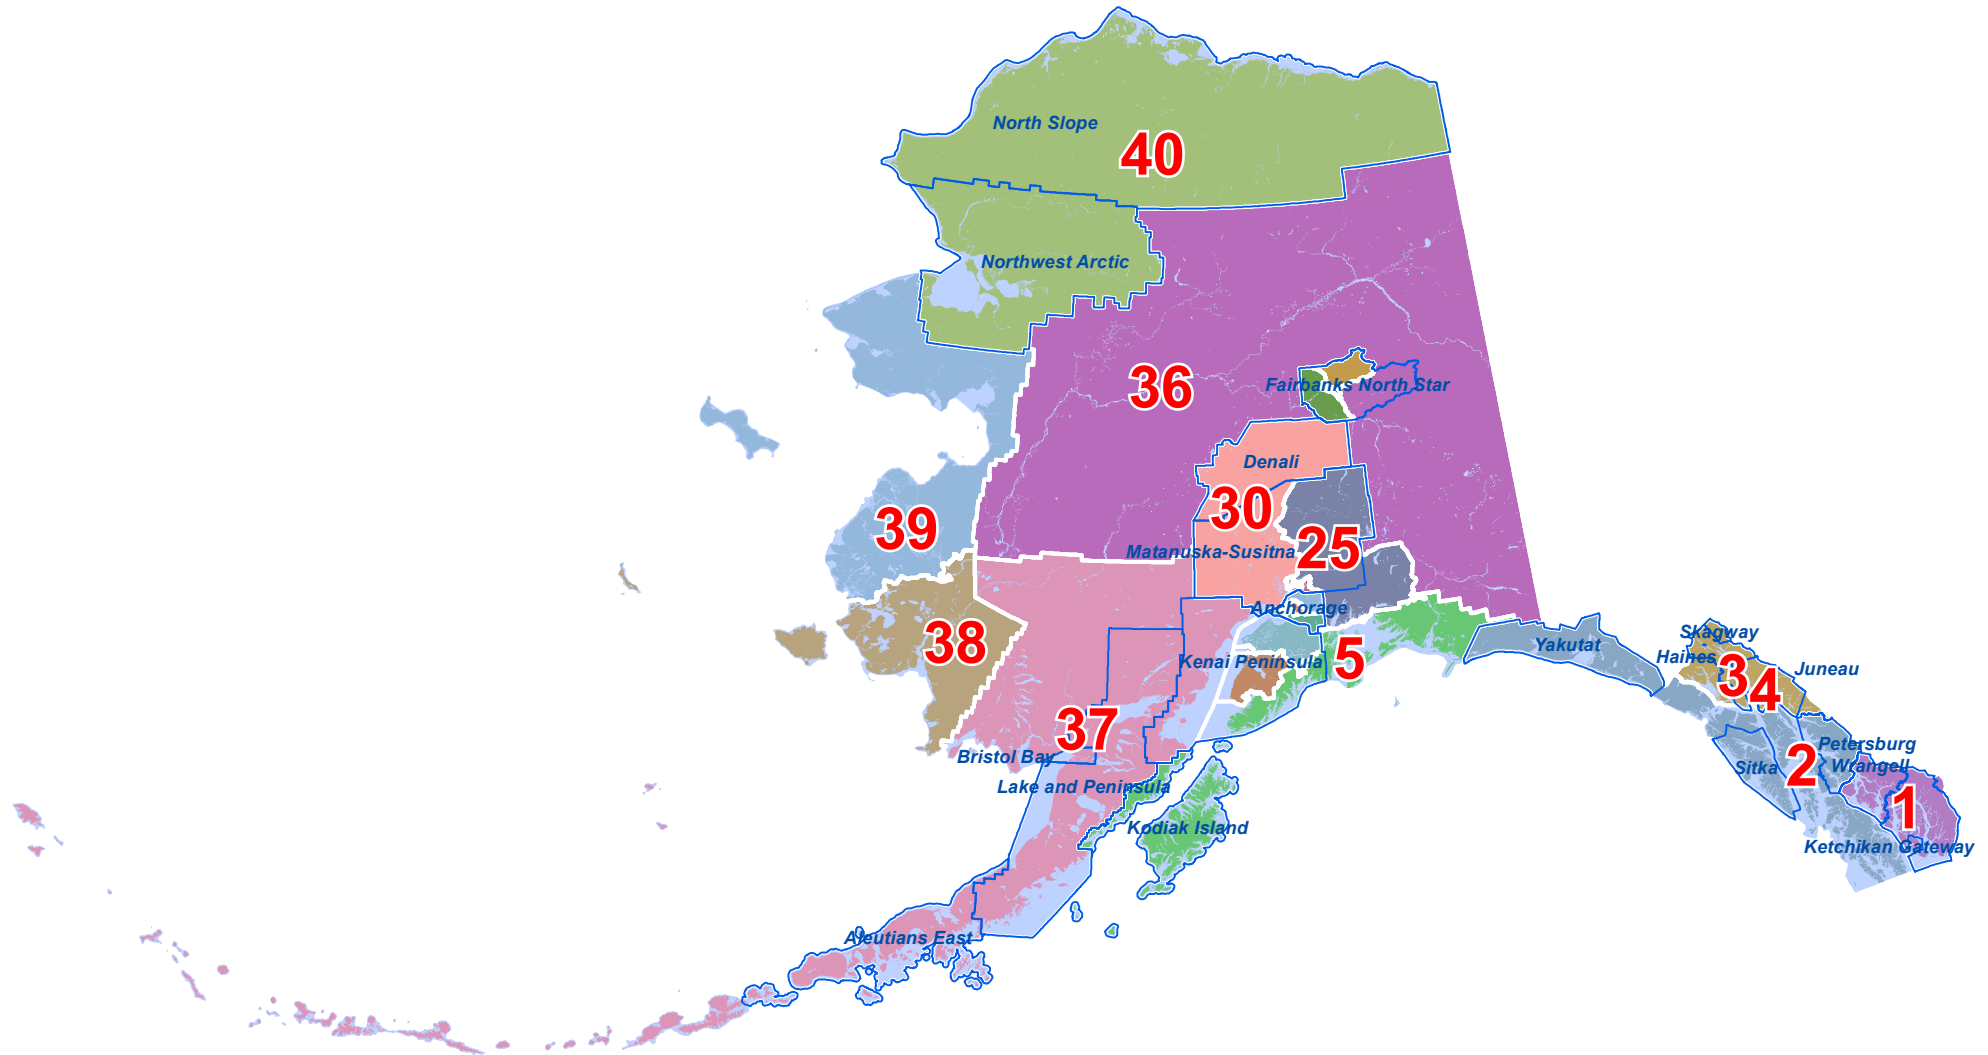 North Slope
40
Northwest Arctic
36
Fairbanks North Star
Denali
30
39
25
Matanuska-Susitna
Anchorage
38
5
Kenai Peninsula
Yakutat
Skagway
Haines
3
Juneau
4
37
Bristol Bay
Petersburg
2
Sitka
Wrangell
Lake and Peninsula
1
Kodiak Island
Ketchikan Gateway
Aleutians East